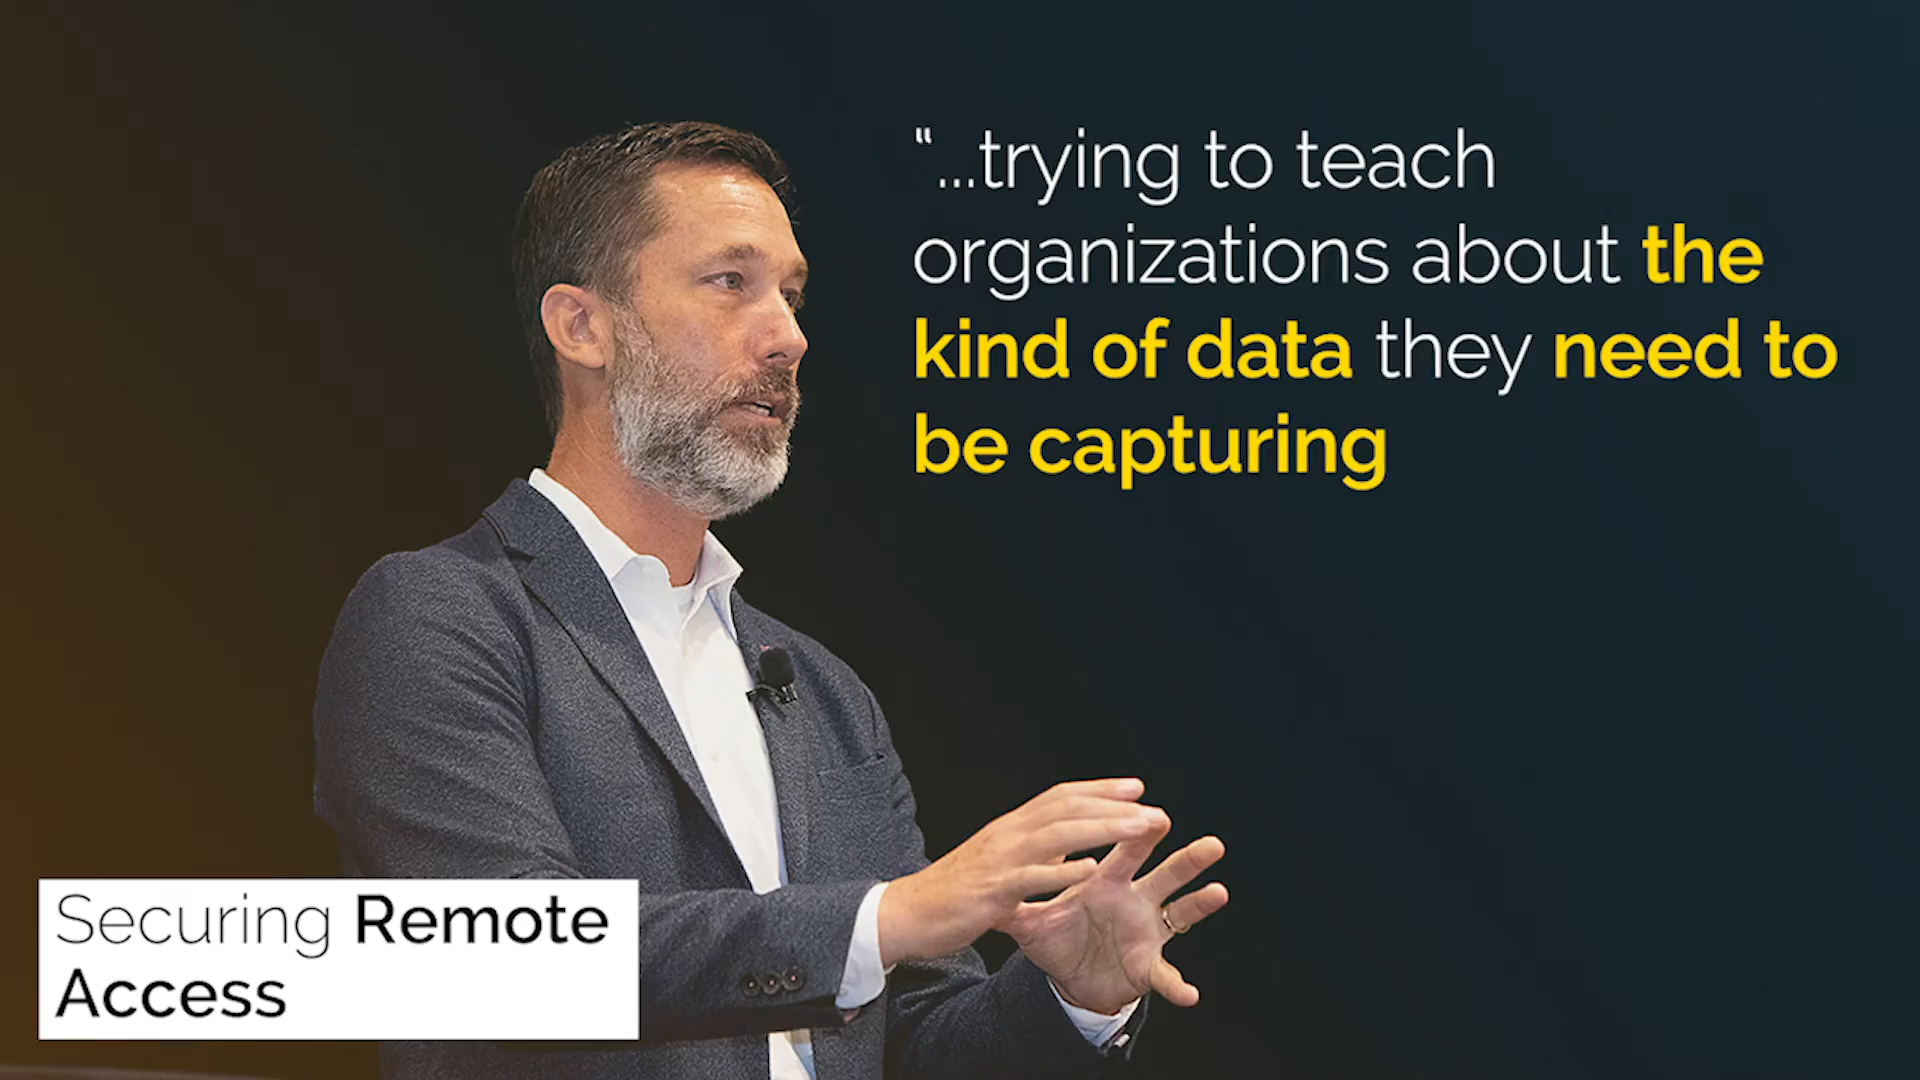 “...trying to teach
organizations about the
kind of data they need to
be capturing
Securing Remote
Access